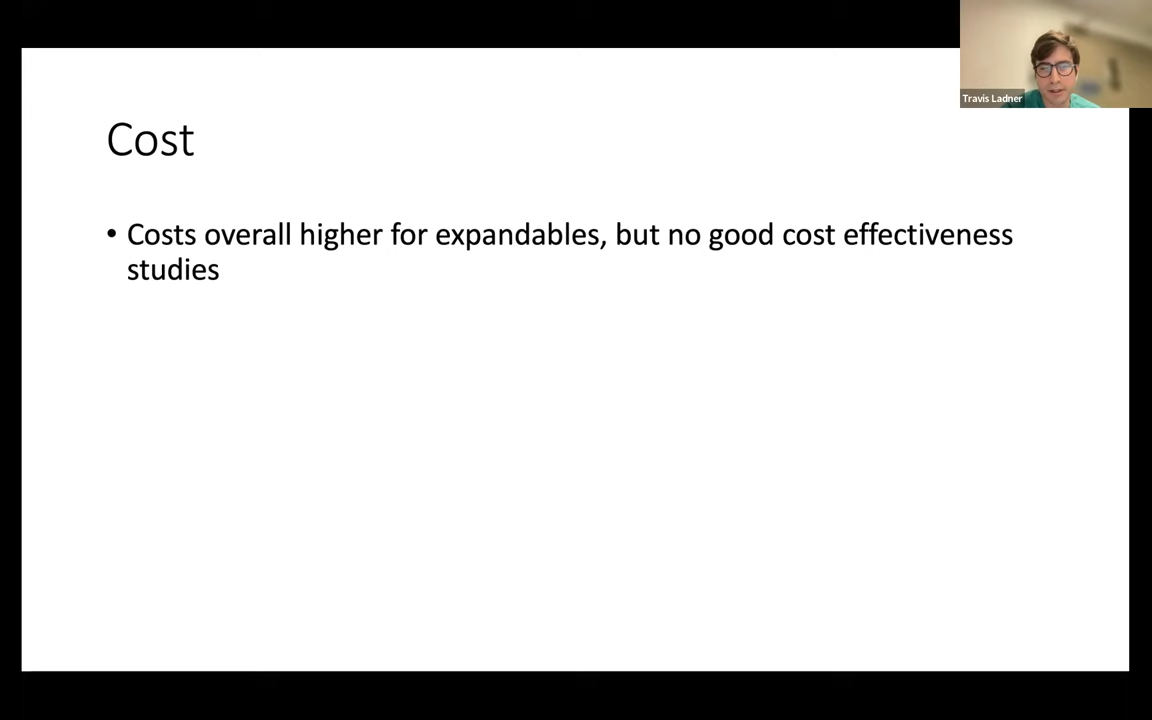 Travis Ladner
Cost
• Costs overall higher for expandables, but no good cost effectiveness
studies